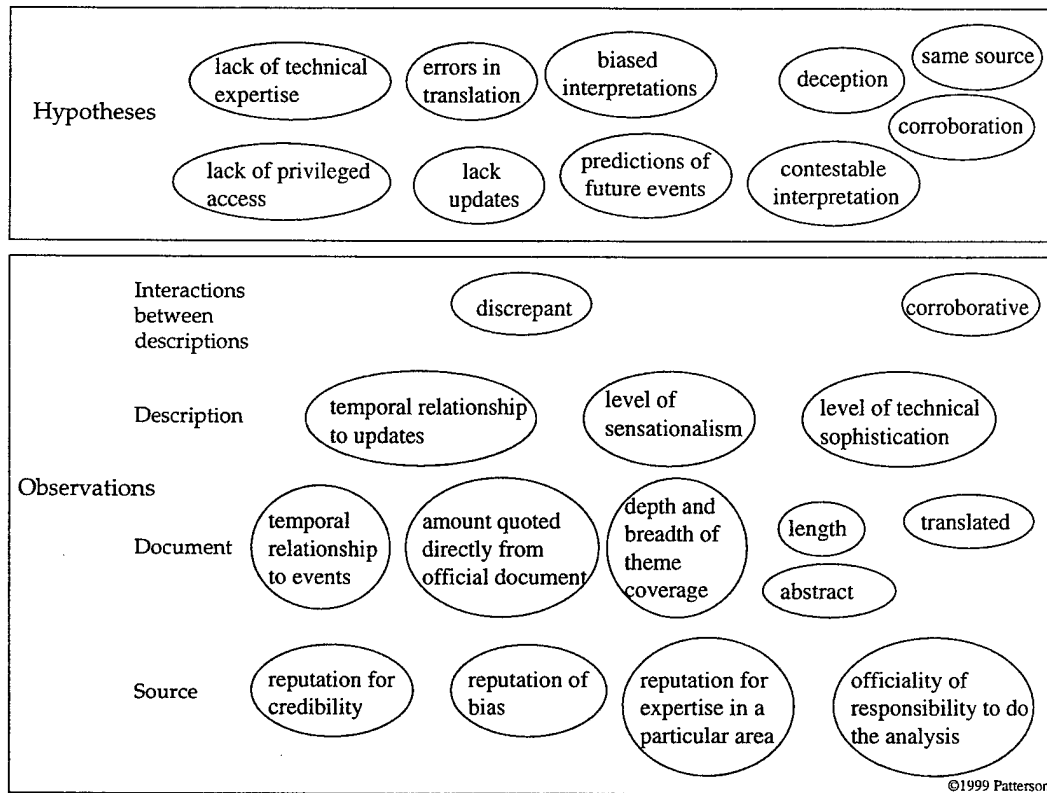 Hypotheses
lack of technical
expertise
errors in
translation
biased
interpretations
deception
same source
corroboration
lack of privileged
access
lack
updates
predictions of
future events
contestable
interpretation
Observations
Interactions
between
descriptions
discrepant
corroborative
Description
temporal relationship
to updates
level of
sensationalism
level of technical
sophistication
Document
temporal
relationship
to events
amount quoted
directly from
official document
depth and
breadth of
theme
coverage
length
abstract
translated
Source
reputation for
credibility
reputation of
bias
reputation for
expertise in a
particular area
officiality of
responsibility to do
the analysis
©1999 Patterson